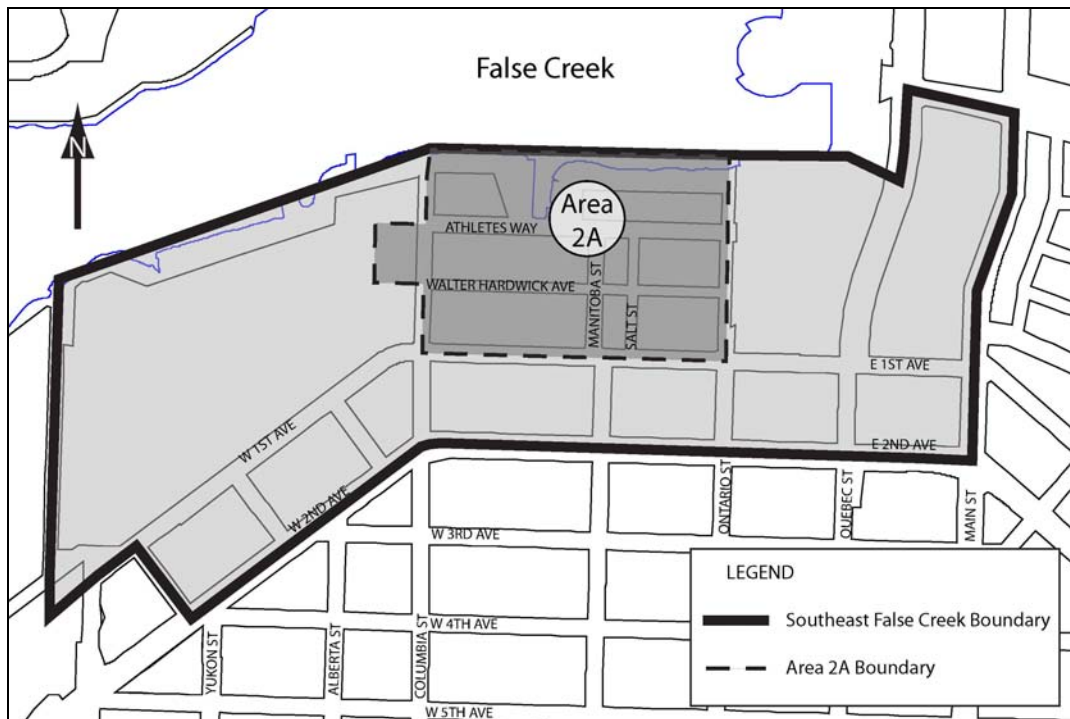 False Creek
N
Area
2A
ATHLETES WAY
WALTER HARDWICK AVE
MANITOBA ST
SALT ST
E 1ST AVE
W 1ST AVE
E 2ND AVE
W 2ND AVE
ONTARIO ST
QUEBEC ST
MAIN ST
W 3RD AVE
LEGEND
Southeast False Creek Boundary
Area 2A Boundary
W 4TH AVE
YUKON ST
ALBERTA ST
COLUMBIA ST
W 5TH AVE